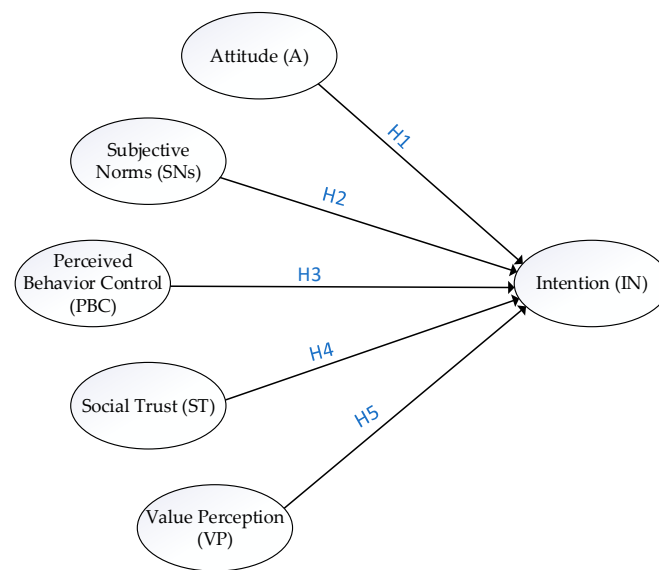 Attitude (A)
H1
Subjective
Norms (SNs)
H2
Perceived
Behavior Control
(PBC)
H3
Intention (IN)
H4
Social Trust (ST)
H5
Value Perception
(VP)